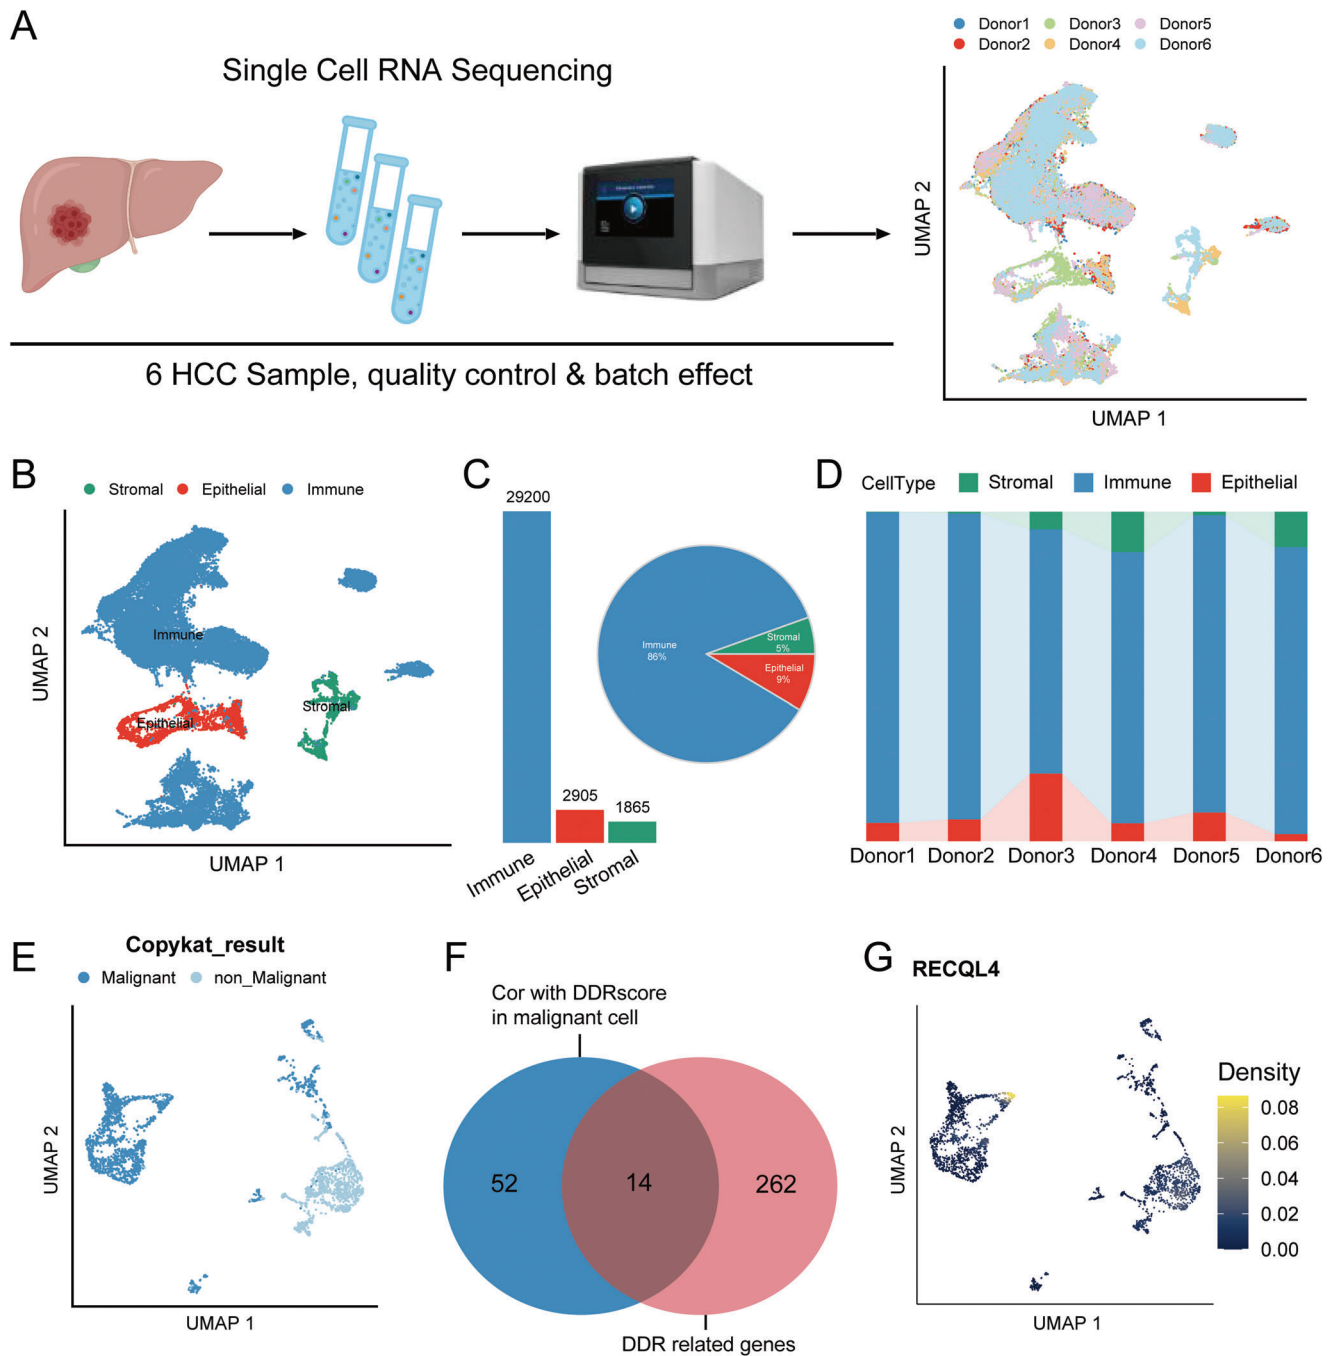 A
Single Cell RNA Sequencing
6 HCC Sample, quality control & batch effect
Donor1 Donor3 Donor5
Donor2 Donor4 Donor6
UMAP 2
UMAP 1
B
Stromal Epithelial Immune
Immune
Epithelial
Stromal
UMAP 2
UMAP 1
C
29200
2905
1865
Immune
Epithelial
Stromal
Immune
86%
Stromal
5%
Epithelial
9%
D
CellType Stromal Immune Epithelial
Donor1 Donor2 Donor3 Donor4 Donor5 Donor6
E
Copykat_result
Malignant non_Malignant
UMAP 2
UMAP 1
F
Cor with DDRscore
in malignant cell
52 14 262
DDR related genes
G
RECQL4
UMAP 2
UMAP 1
Density
0.08
0.06
0.04
0.02
0.00